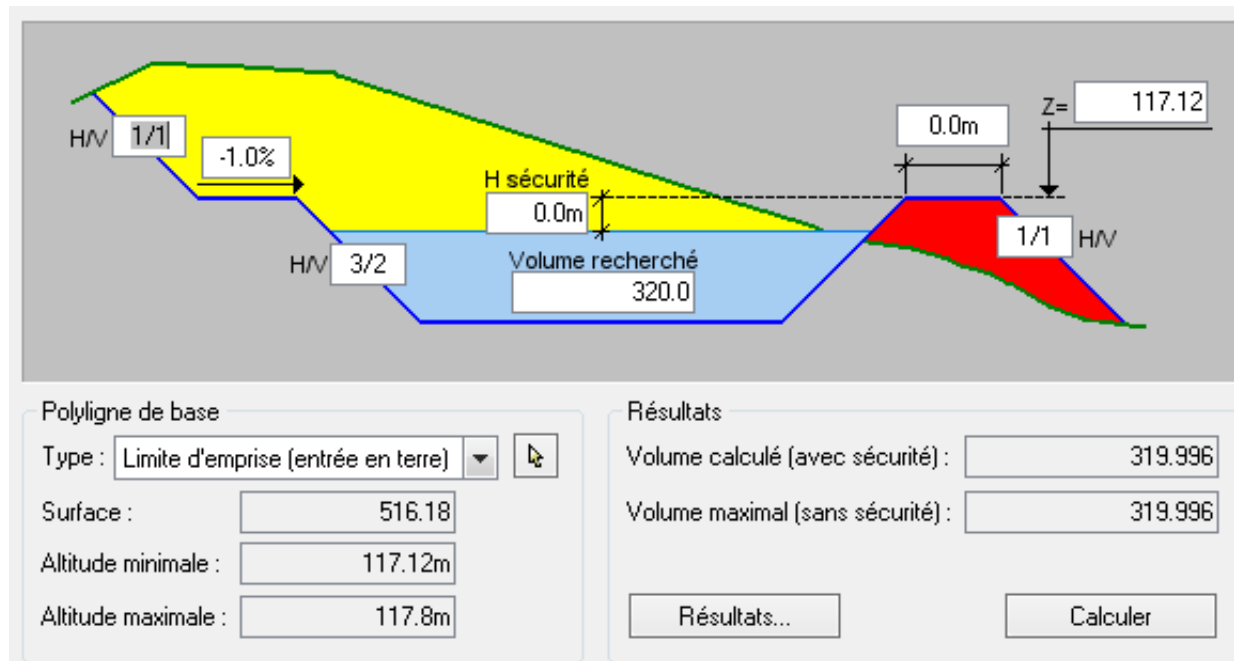 Z= 117.12
0.0m
H/V 1/1
-1.0%
H sécurité
0.0m
1/1 H/V
H/V 3/2
Volume recherché
320.0
Polyligne de base
Type : Limite d'emprise (entrée en terre)
Surface : 516.18
Altitude minimale : 117.12m
Altitude maximale : 117.8m
Résultats
Volume calculé (avec sécurité) : 319.996
Volume maximal (sans sécurité) : 319.996
Résultats... Calculer